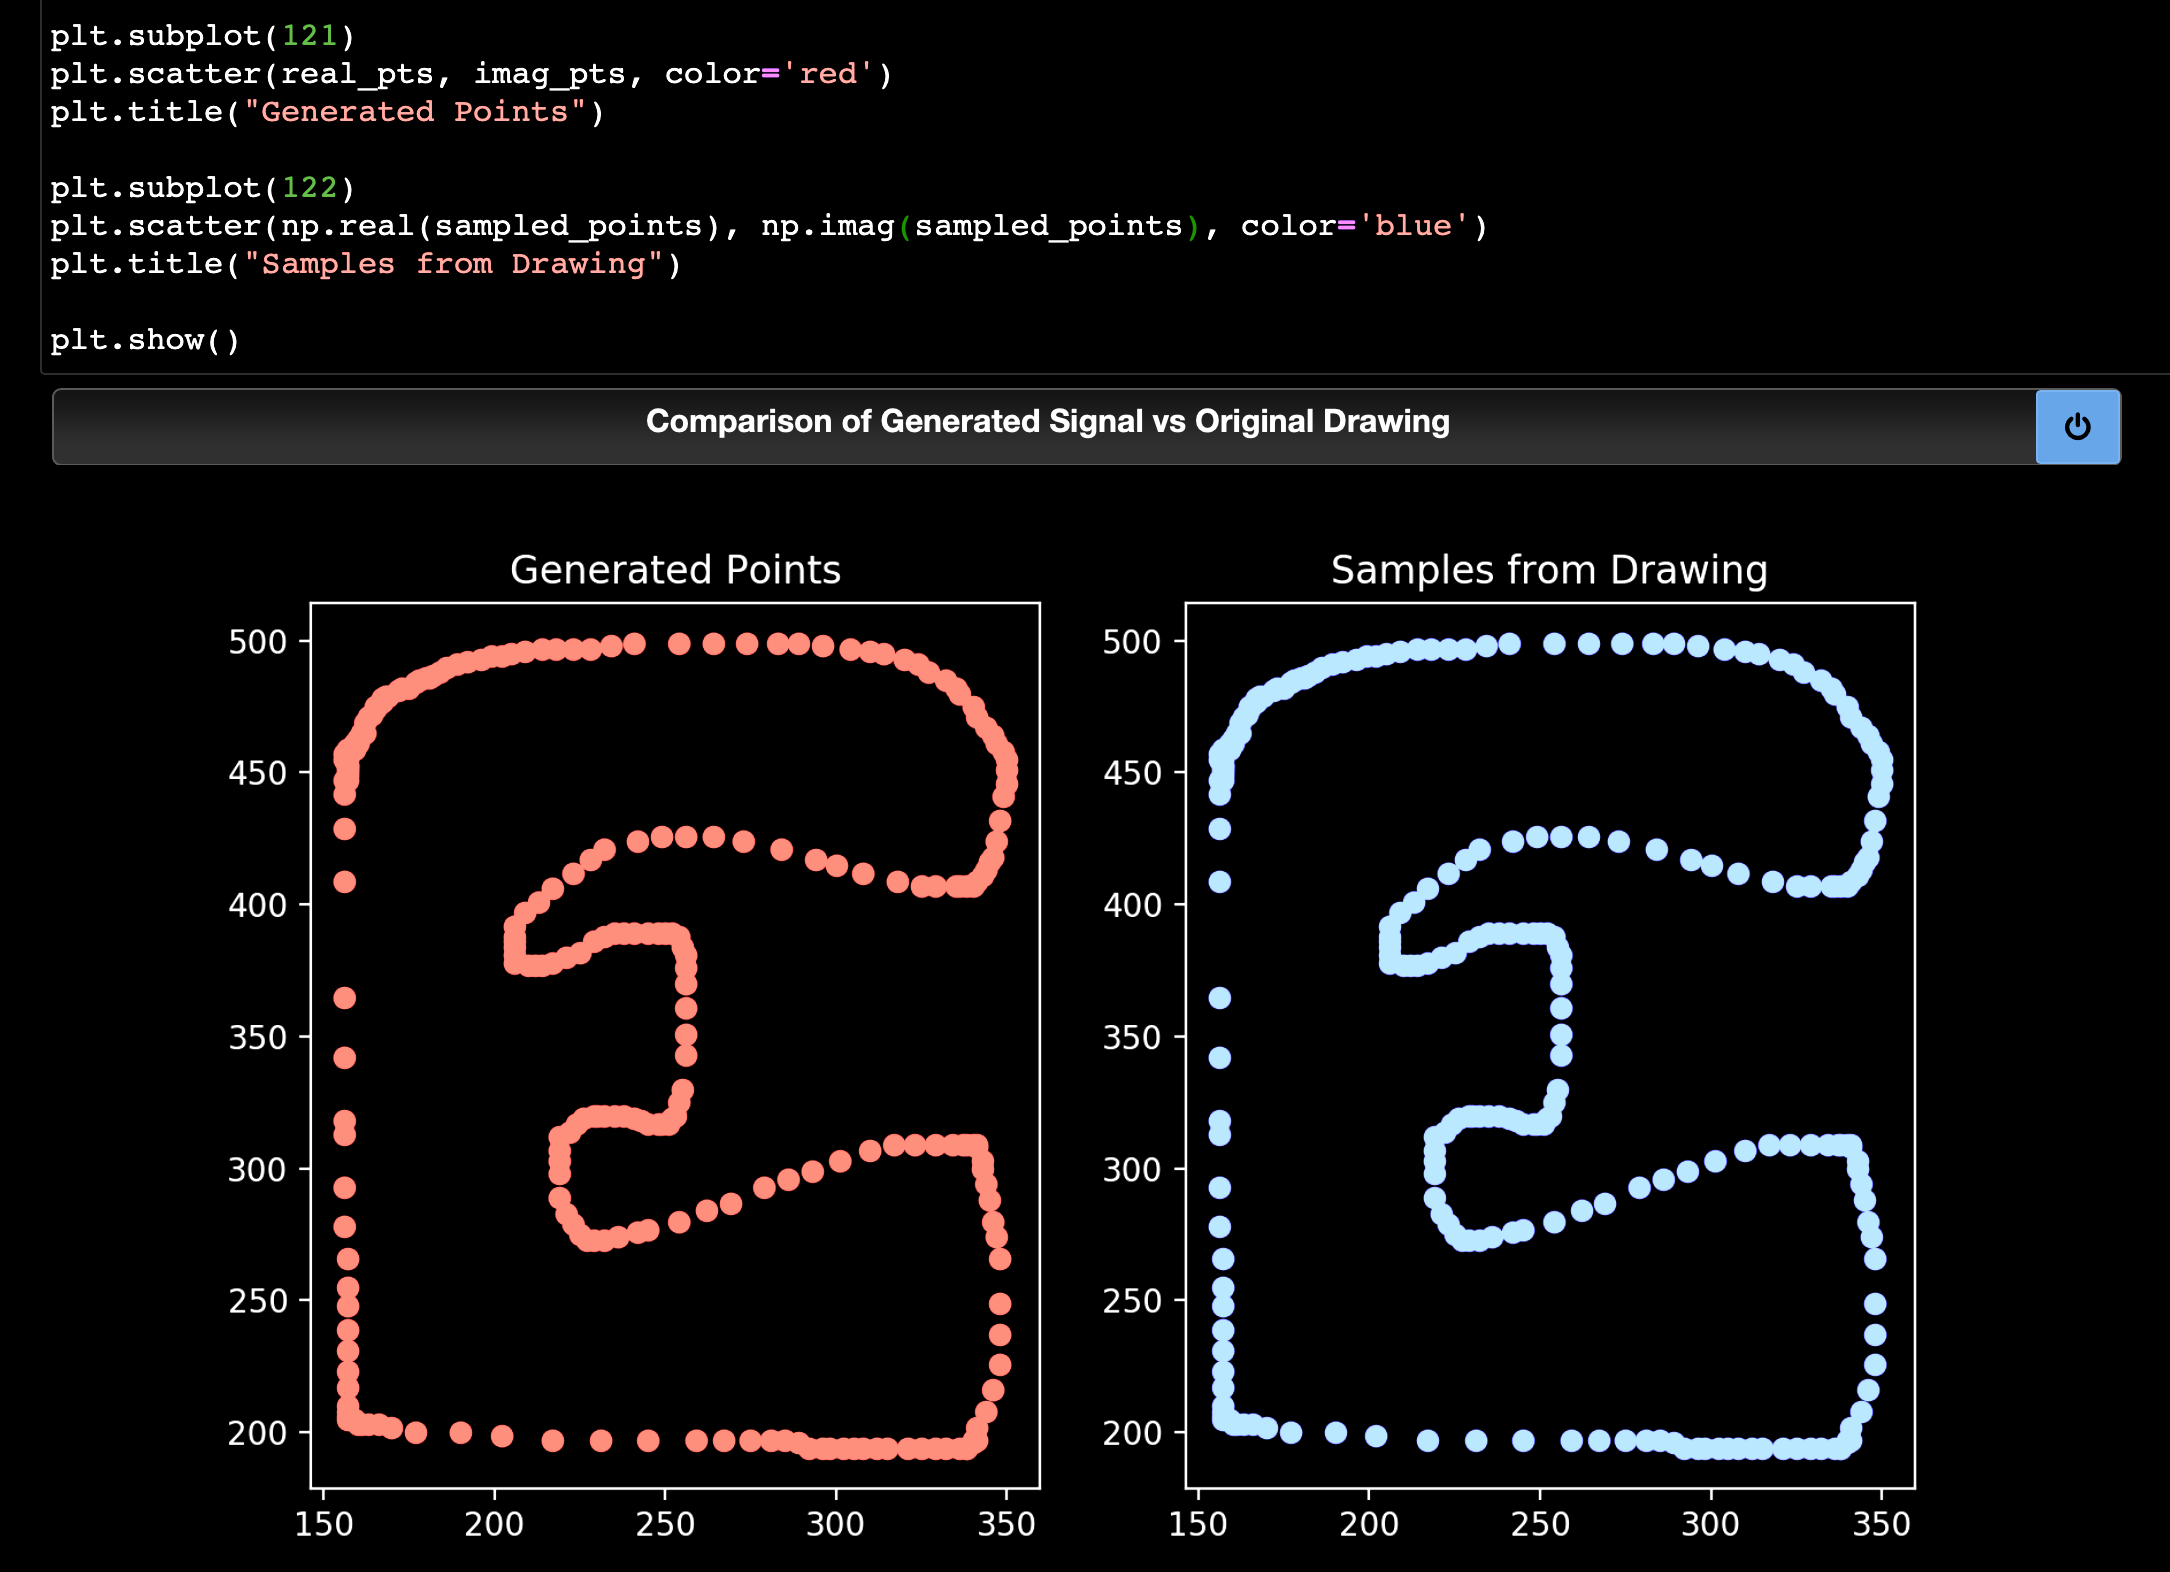 plt.subplot(121)
plt.scatter(real_pts, imag_pts, color='red')
plt.title("Generated Points")
plt.subplot(122)
plt.scatter(np.real(sampled_points), np.imag(sampled_points), color='blue')
plt.title("Samples from Drawing")
plt.show()
Comparison of Generated Signal vs Original Drawing
Generated Points
500
450
400
350
300
250
200
150 200 250 300 350
Samples from Drawing
500
450
400
350
300
250
200
150 200 250 300 350